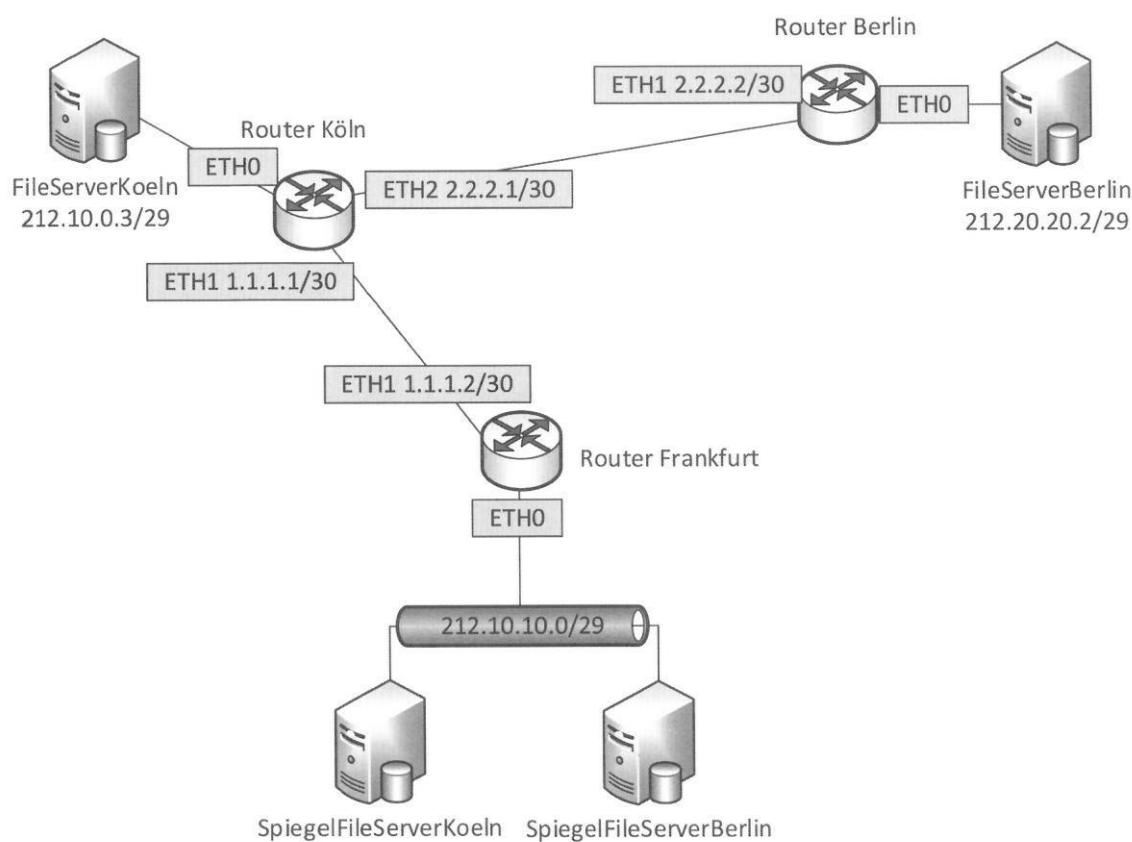 Router Berlin
ETH1 2.2.2.2/30
ETH0
Router Köln
ETH0
FileServerKoeln
212.10.0.3/29
ETH2 2.2.2.1/30
FileServerBerlin
212.20.20.2/29
ETH1 1.1.1.1/30
ETH1 1.1.1.2/30
Router Frankfurt
ETH0
212.10.10.0/29
SpiegelFileServerKoeln
SpiegelFileServerBerlin